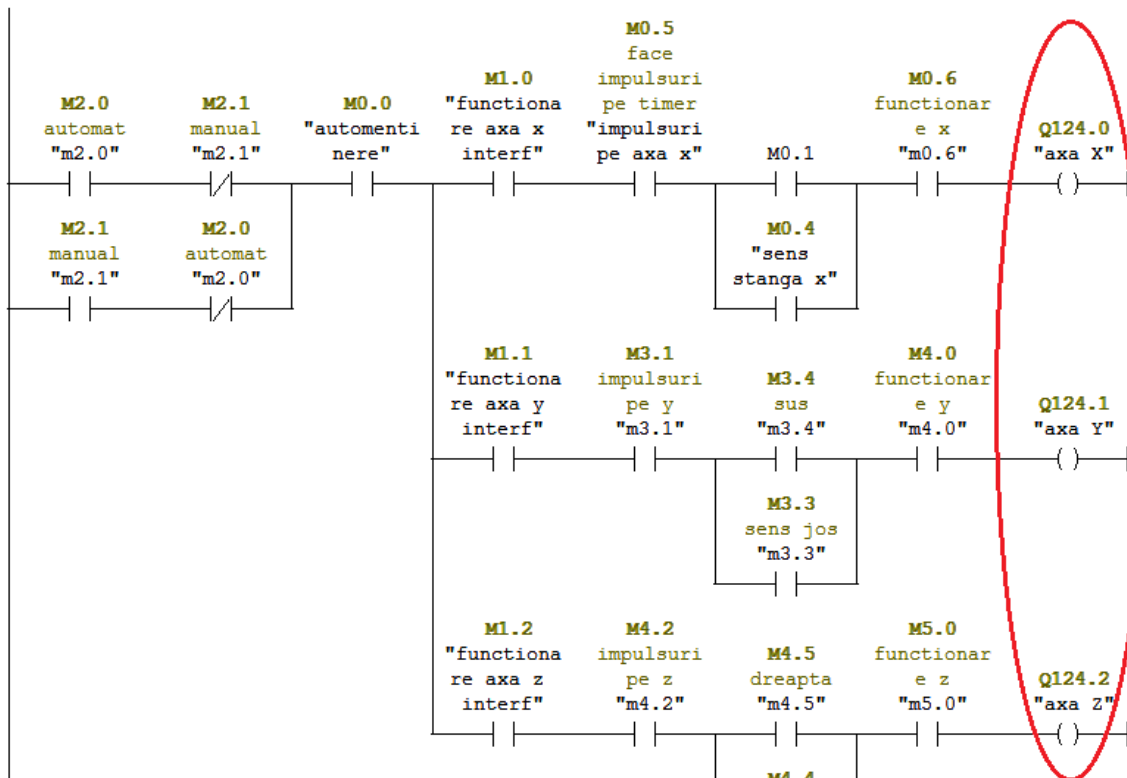 M0.5
face
impulsuri
pe timer
"impulsuri
pe axa x"
M1.0
"functiona
re axa x
interf"
M0.6
functionar
e x
"m0.6"
M2.0
automat
"m2.0"
M2.1
manual
"m2.1"
M0.0
"automenti
nere"
M0.1
Q124.0
"axa X"
M2.1
manual
"m2.1"
M2.0
automat
"m2.0"
M0.4
"sens
stanga x"
M1.1
"functiona
re axa y
interf"
M3.1
impulsuri
pe y
"m3.1"
M3.4
sus
"m3.4"
M4.0
functionar
e y
"m4.0"
Q124.1
"axa Y"
M3.3
sens jos
"m3.3"
M1.2
"functiona
re axa z
interf"
M4.2
impulsuri
pe z
"m4.2"
M4.5
dreapta
"m4.5"
M5.0
functionar
e z
"m5.0"
Q124.2
"axa Z"
M4.4